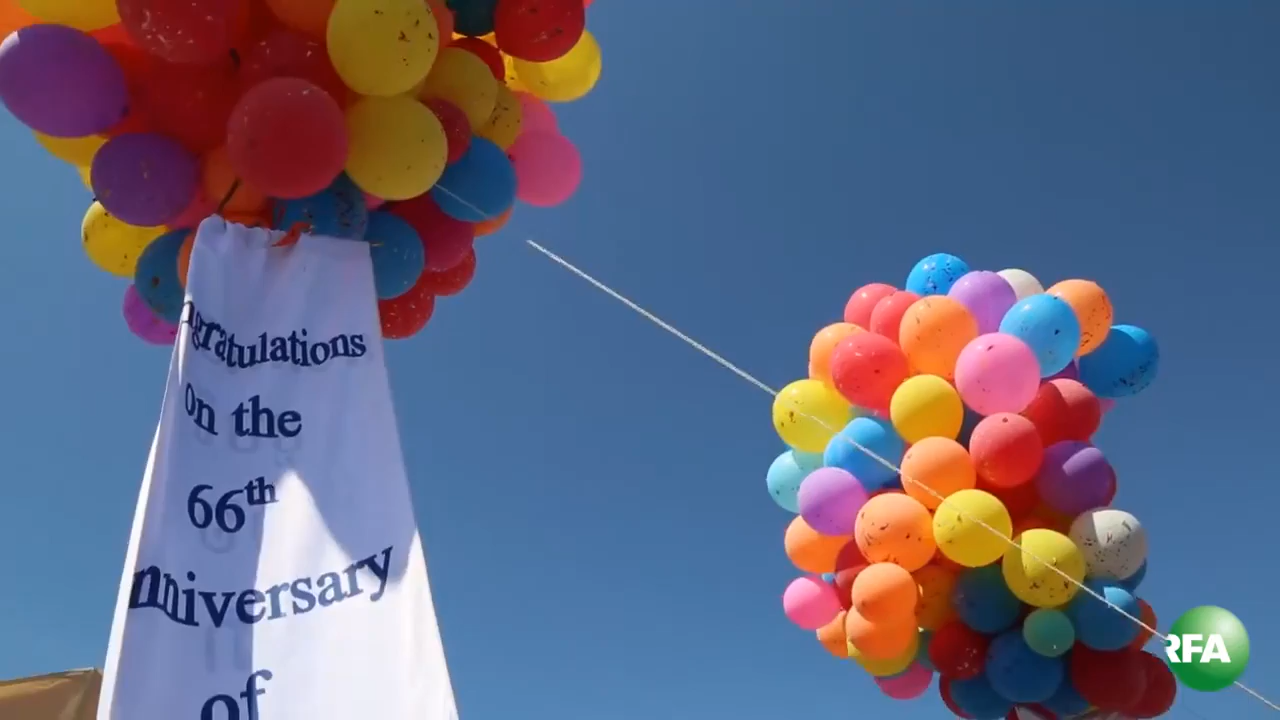 ngratulations
on the
66th
nniversary
of
RFA